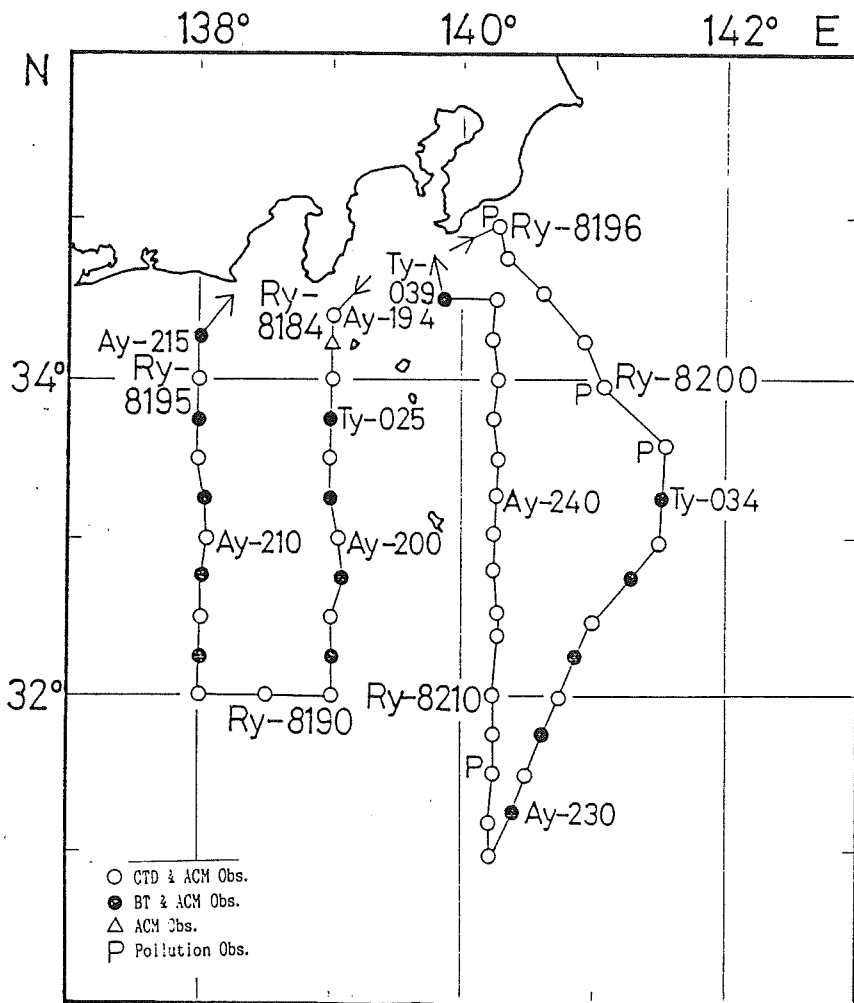 138° 140° 142° E
N
P Ry-8196
Ty-
039
Ry-
8184
Ay-194
Ay-215
Ry-
8195
34°
Ry-8200
P
Ty-025
P
Ty-034
Ay-240
Ay-210
Ay-200
32°
Ry-8210
Ry-8190
P
Ay-230
CTD & ACM Obs.
BT & ACM Obs.
ACM Obs.
P Pollution Obs.